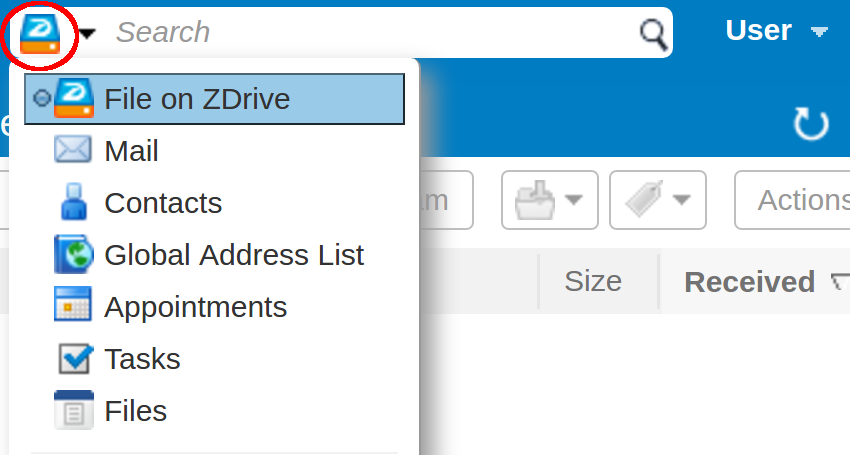 Search
User
File on ZDrive
Mail
Contacts
Global Address List
Appointments
Tasks
Files
Actions
Size
Received